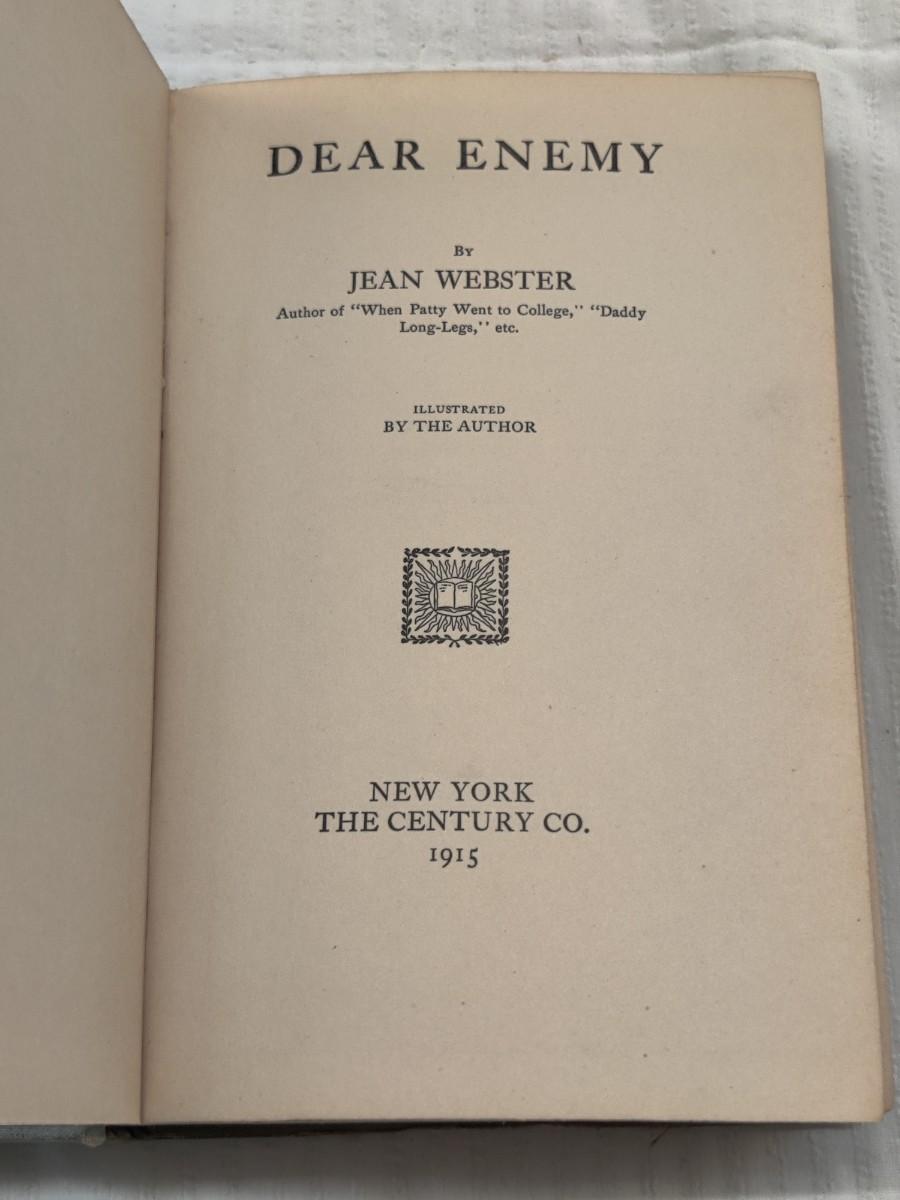 DEAR ENEMY
By
JEAN WEBSTER
Author of "When Patty Went to College," "Daddy
Long-Legs," etc.
ILLUSTRATED
BY THE AUTHOR
NEW YORK
THE CENTURY CO.
1915